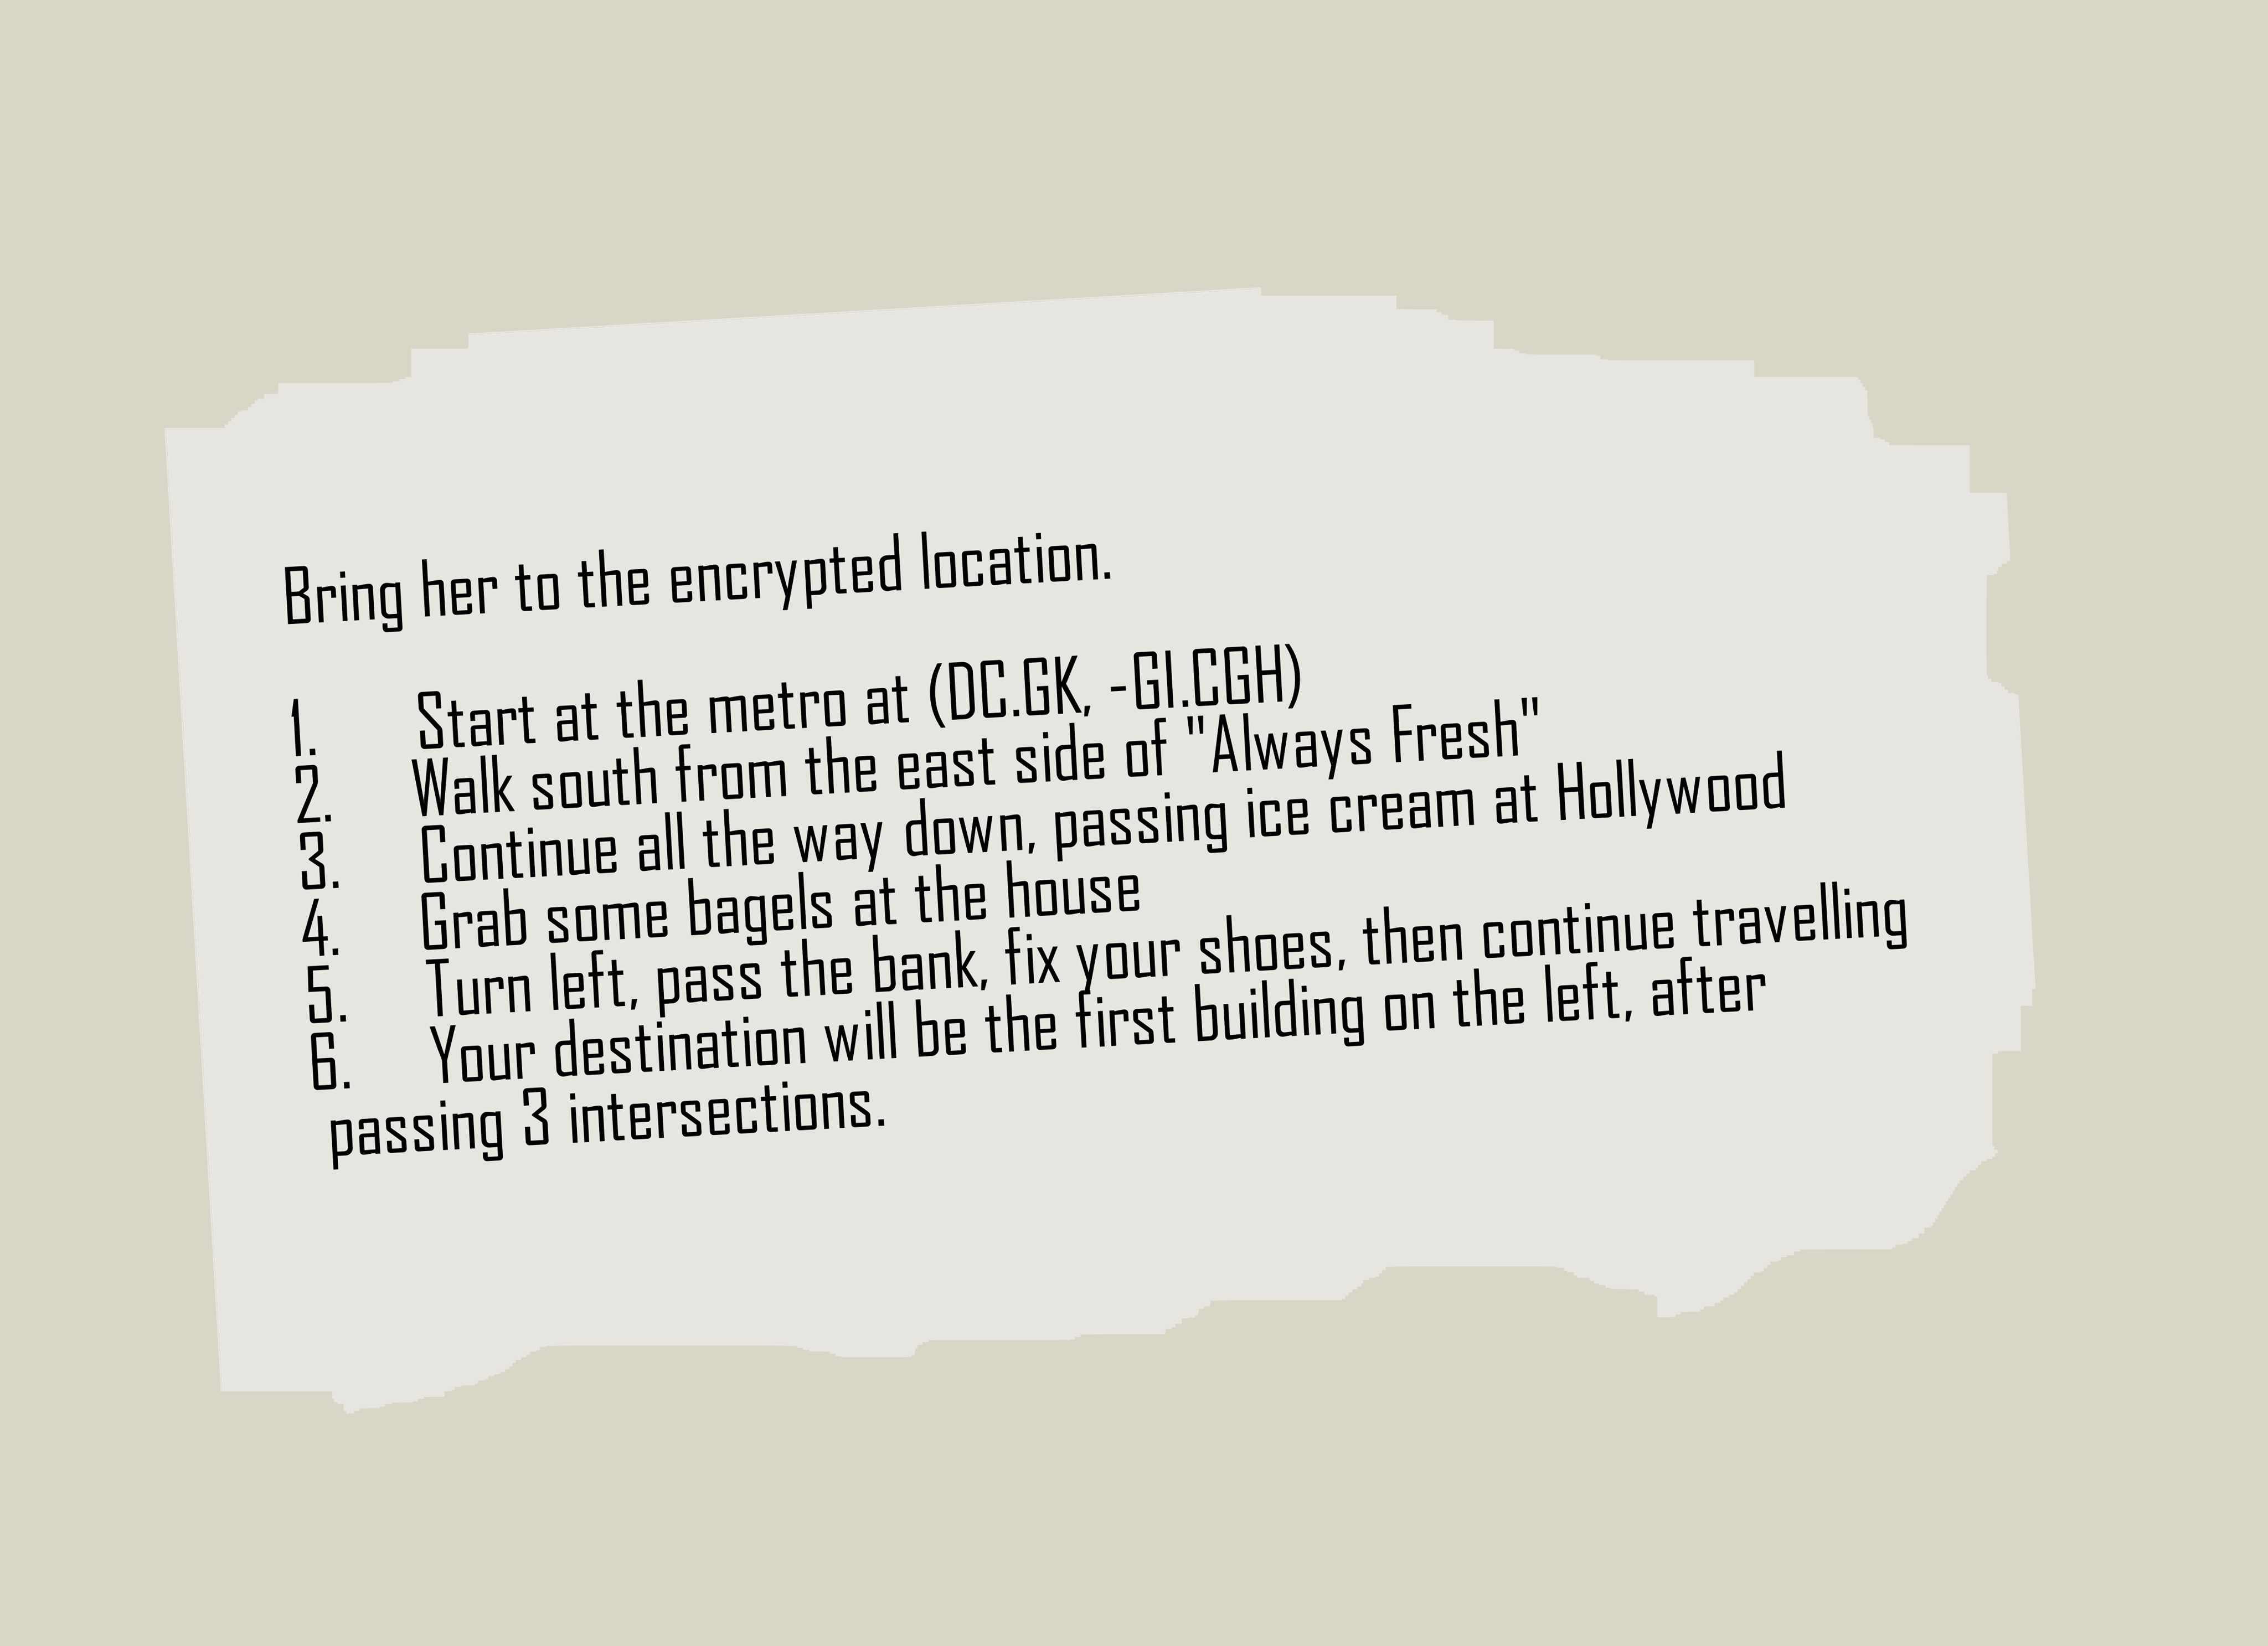 Bring her to the encrypted location.
1. Start at the metro at (DC.GK, -GI.CGH)
2. Walk south from the east side of "Always Fresh"
3. Continue all the way down, passing ice cream at Hollywood
4. Grab some bagels at the house
5. Turn left, pass the bank, fix your shoes, then continue travelling
6. Your destination will be the first building on the left, after
passing 3 intersections.